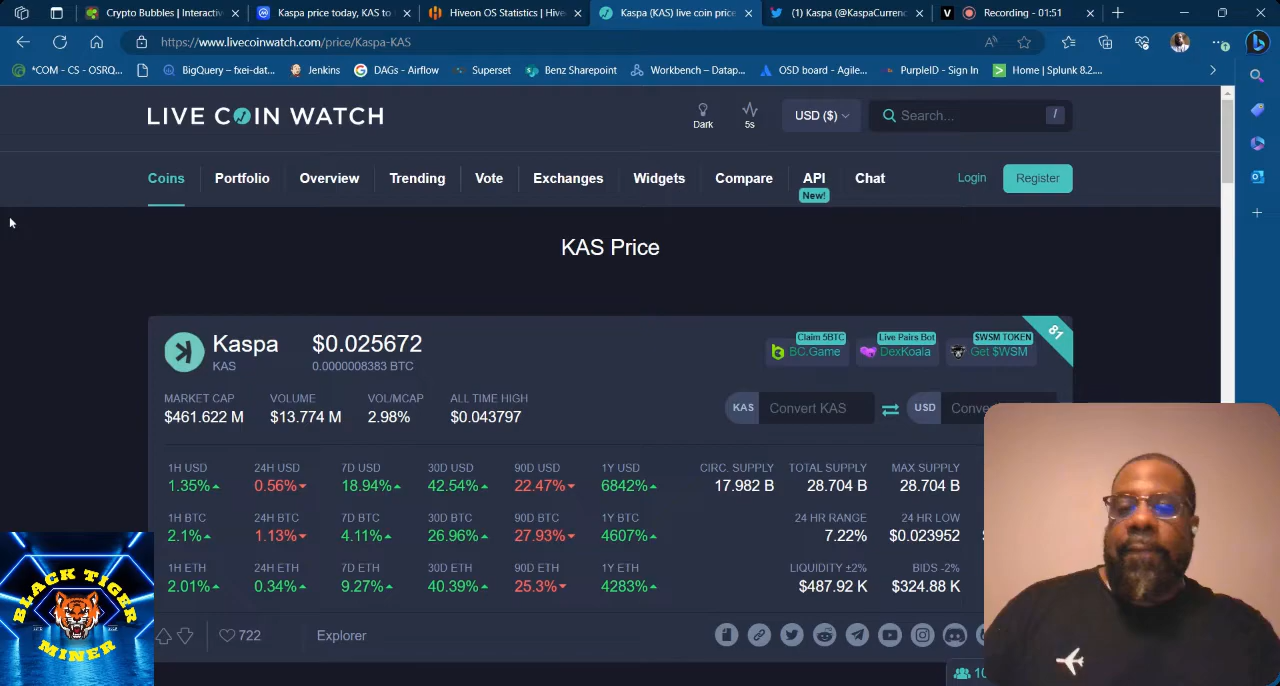 Crypto Bubbles | Interactiv
Kaspa price today, KAS to
Hiveon OS Statistics | Hive
Kaspa (KAS) live coin price
(1) Kaspa (@KaspaCurrenc
V
Recording - 01:51
https://www.livecoinwatch.com/price/Kaspa-KAS
*COM - CS - OSRQ...
BigQuery – fxei-dat...
Jenkins
DAGs - Airflow
Superset
Benz Sharepoint
Workbench – Datap...
OSD board - Agile...
PurpleID - Sign In
Home | Splunk 8.2....
LIVE COIN WATCH
Dark
5s
USD ($)
Search...
/
Coins
Portfolio
Overview
Trending
Vote
Exchanges
Widgets
Compare
API
New!
Chat
Login
Register
KAS Price
Kaspa
KAS
$0.025672
0.0000008383 BTC
Claim 5BTC
BC.Game
Live Pairs Bot
DexKoala
$WSM TOKEN
Get $WSM
81
MARKET CAP VOLUME VOL/MCAP ALL TIME HIGH
$461.622 M $13.774 M 2.98% $0.043797
KAS Convert KAS USD Conve
1H USD 24H USD 7D USD 30D USD 90D USD 1Y USD CIRC. SUPPLY TOTAL SUPPLY MAX SUPPLY
1.35% 0.56% 18.94% 42.54% 22.47% 6842% 17.982 B 28.704 B 28.704 B
1H BTC 24H BTC 7D BTC 30D BTC 90D BTC 1Y BTC 24 HR RANGE 24 HR LOW
2.1% 1.13% 4.11% 26.96% 27.93% 4607% 7.22% $0.023952
1H ETH 24H ETH 7D ETH 30D ETH 90D ETH 1Y ETH LIQUIDITY ±2% BIDS -2%
2.01% 0.34% 9.27% 40.39% 25.3% 4283% $487.92 K $324.88 K
722
Explorer
BLACK TIGER
MINER